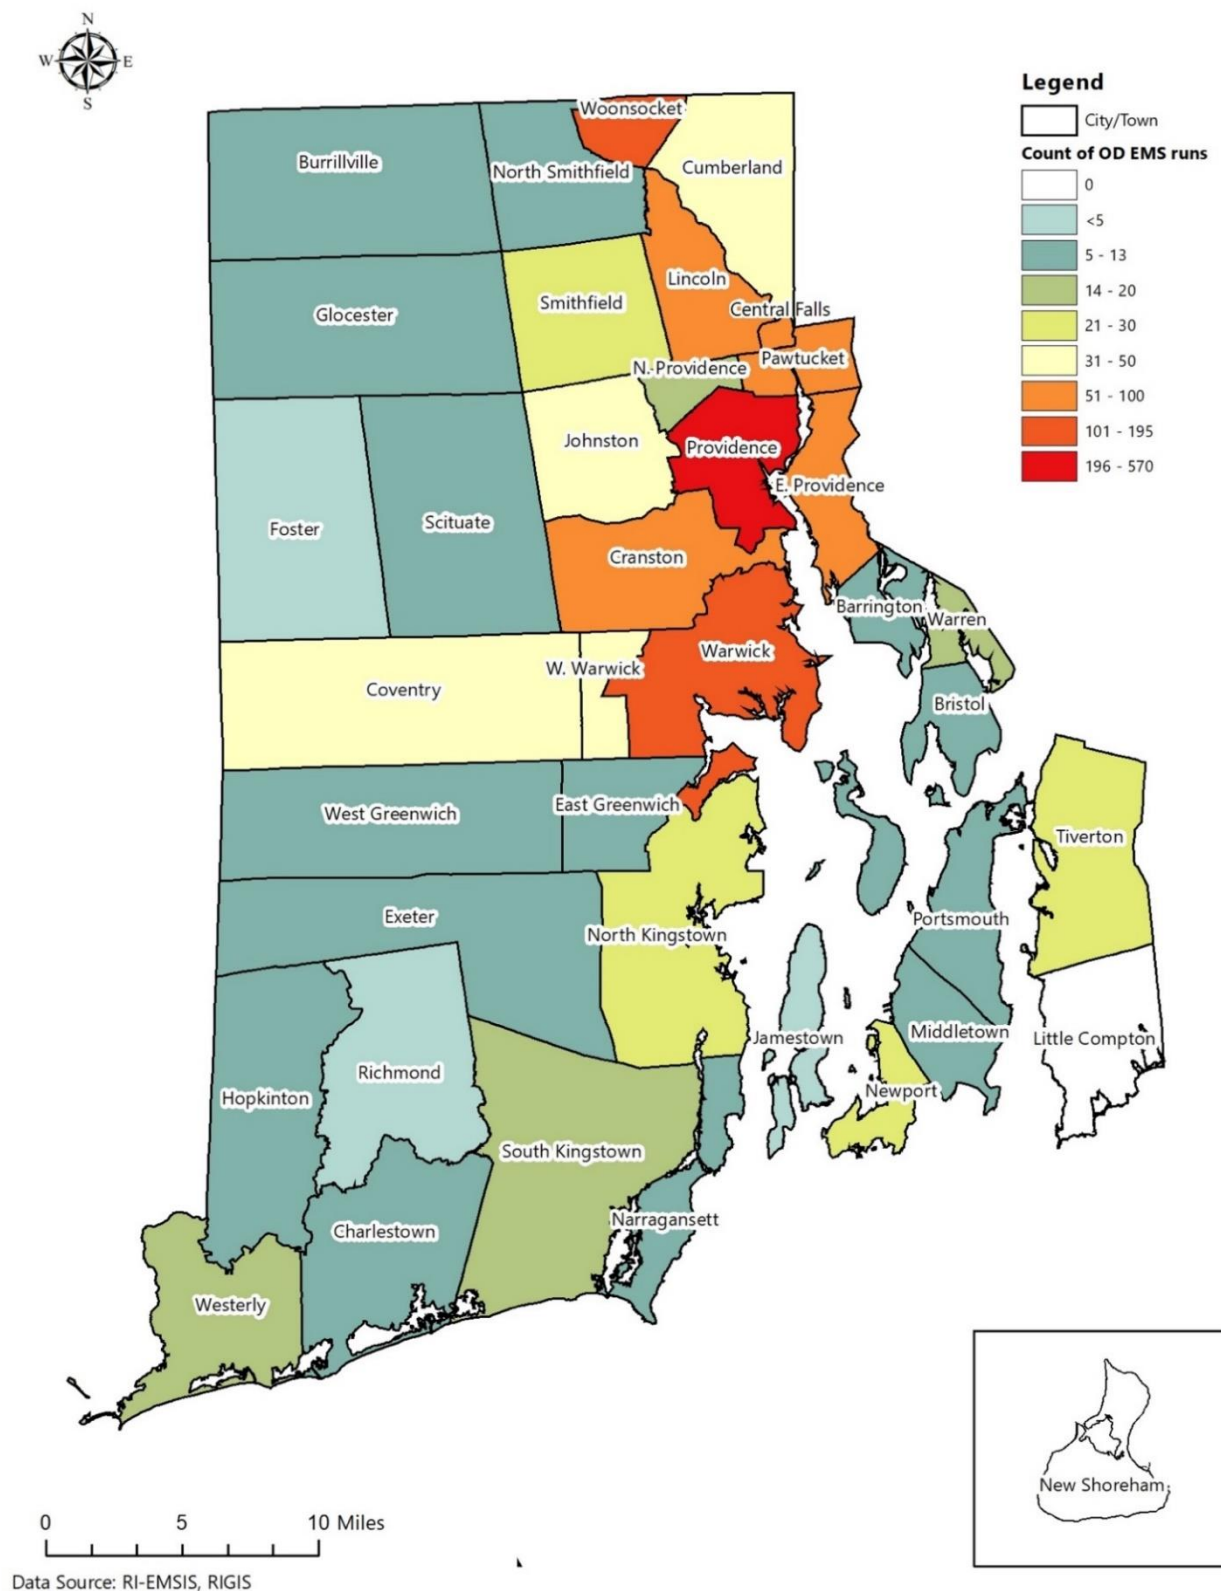 N
W E
S
Legend
City/Town
Count of OD EMS runs
0
<5
5 - 13
14 - 20
21 - 30
31 - 50
51 - 100
101 - 195
196 - 570
Woonsocket
Burrillville
North Smithfield
Cumberland
Lincoln
Smithfield
Central Falls
Glocester
Pawtucket
N. Providence
Johnston
Providence
E. Providence
Foster
Scituate
Cranston
Barrington
Warren
W. Warwick
Warwick
Coventry
Bristol
West Greenwich
East Greenwich
Tiverton
Exeter
North Kingstown
Portsmouth
Jamestown
Middletown
Little Compton
Richmond
Hopkinton
Newport
South Kingstown
Narragansett
Charlestown
Westerly
New Shoreham
0 5 10 Miles
Data Source: RI-EMSIS, RIGIS